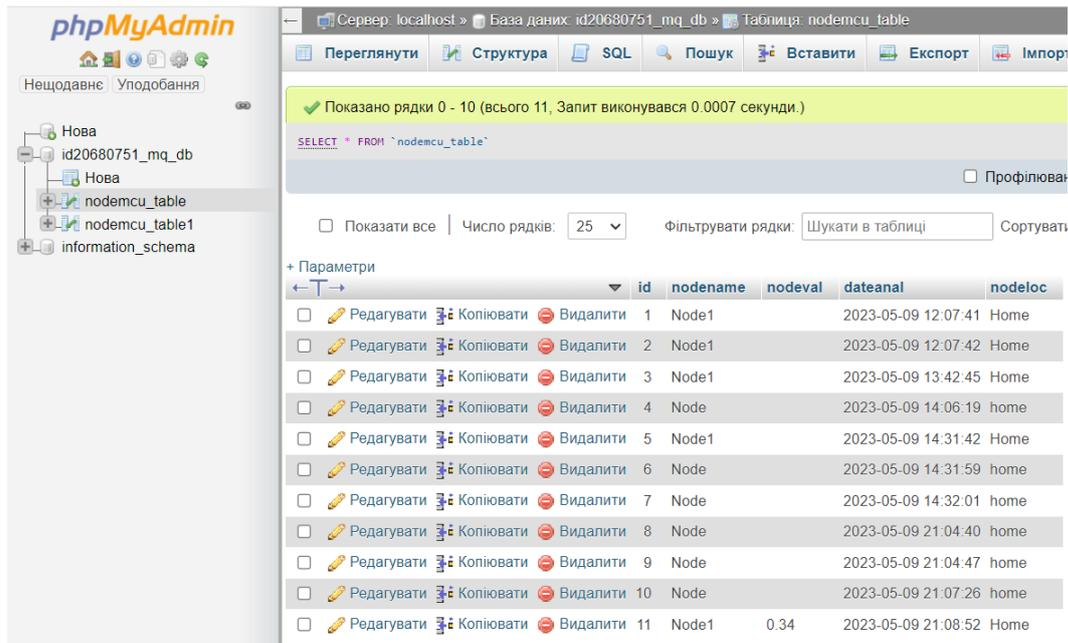 phpMyAdmin
Нещодавнє Уподобання
Нова
id20680751_mq_db
Нова
nodemcu_table
nodemcu_table1
information_schema
Сервер: localhost » База даних: id20680751_mq_db » Таблиця: nodemcu_table
Переглянути Структура SQL Пошук Вставити Експорт Імпорт
Показано рядки 0 - 10 (всього 11, Запит виконувався 0.0007 секунди.)
SELECT * FROM `nodemcu_table`
Профілюван
Показати все Число рядків: 25 Фільтрувати рядки: Шукати в таблиці Сортувати
+ Параметри
←T→ id nodename nodeval dateanal nodeloc
Редагувати Копіювати Видалити 1 Node1 2023-05-09 12:07:41 Home
Редагувати Копіювати Видалити 2 Node1 2023-05-09 12:07:42 Home
Редагувати Копіювати Видалити 3 Node1 2023-05-09 13:42:45 Home
Редагувати Копіювати Видалити 4 Node 2023-05-09 14:06:19 home
Редагувати Копіювати Видалити 5 Node1 2023-05-09 14:31:42 Home
Редагувати Копіювати Видалити 6 Node 2023-05-09 14:31:59 home
Редагувати Копіювати Видалити 7 Node 2023-05-09 14:32:01 home
Редагувати Копіювати Видалити 8 Node 2023-05-09 21:04:40 home
Редагувати Копіювати Видалити 9 Node 2023-05-09 21:04:47 home
Редагувати Копіювати Видалити 10 Node 2023-05-09 21:07:26 home
Редагувати Копіювати Видалити 11 Node1 0.34 2023-05-09 21:08:52 Home